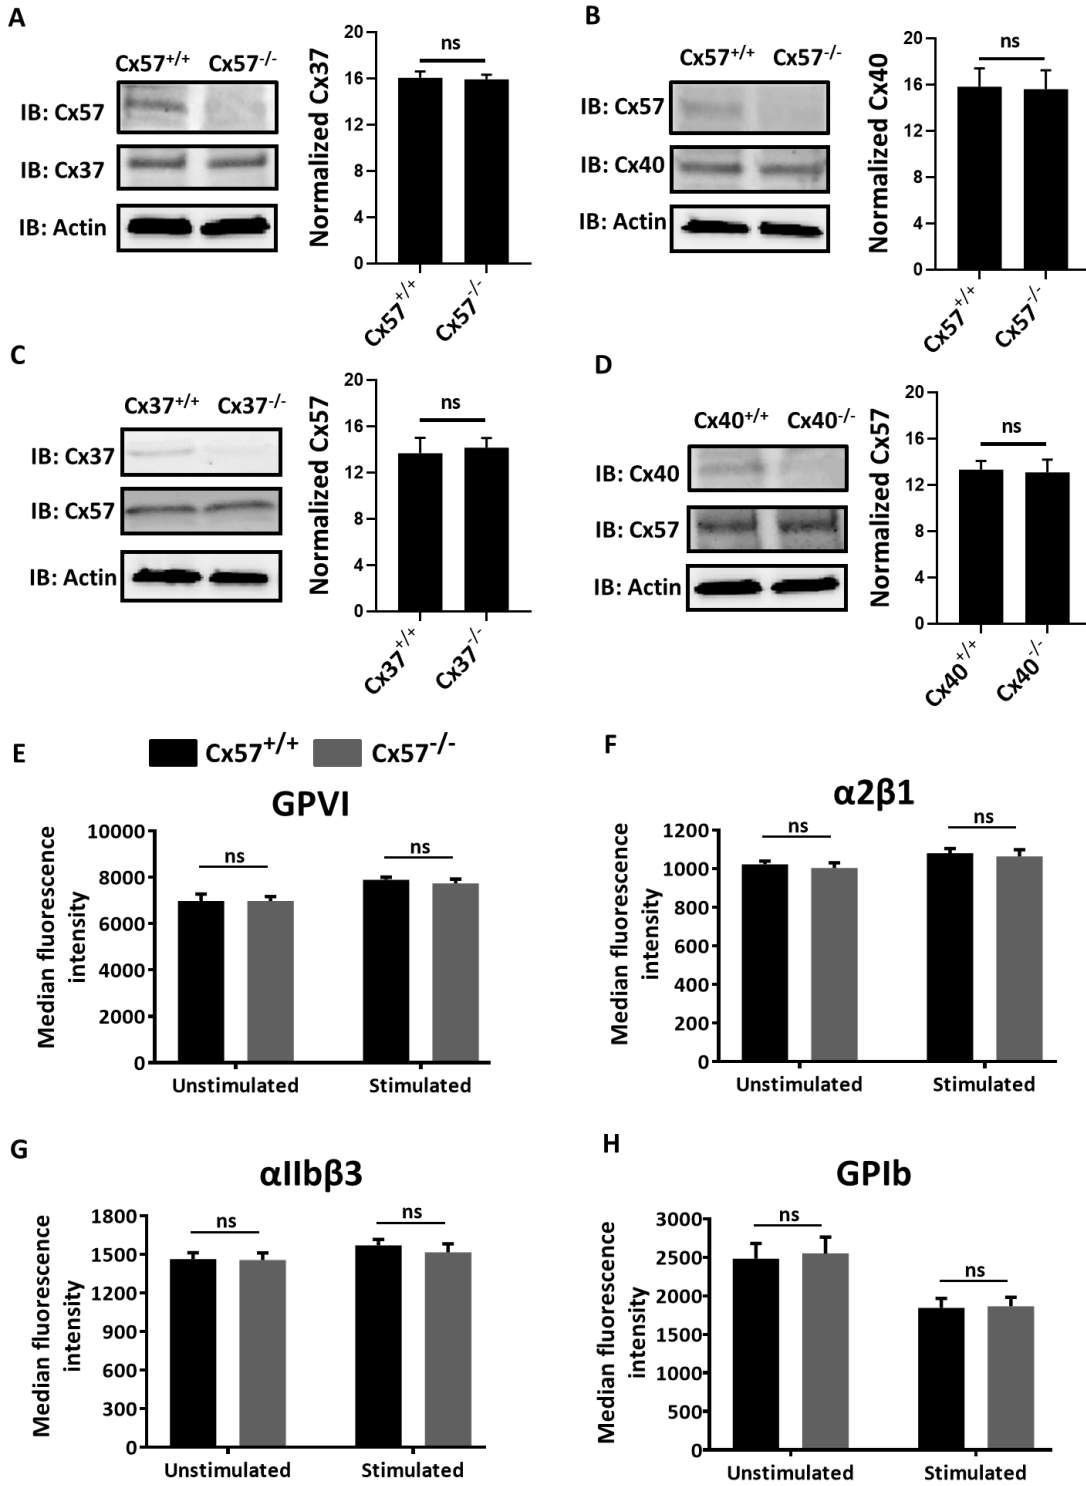 A
Cx57+/+ Cx57-/-
IB: Cx57
IB: Cx37
IB: Actin
Normalized Cx37
20
16
12
8
4
0
ns
Cx57+/+
Cx57-/-
B
Cx57+/+ Cx57-/-
IB: Cx57
IB: Cx40
IB: Actin
Normalized Cx40
20
16
12
8
4
0
ns
Cx57+/+
Cx57-/-
C
Cx37+/+ Cx37-/-
IB: Cx37
IB: Cx57
IB: Actin
Normalized Cx57
20
16
12
8
4
0
ns
Cx37+/+
Cx37-/-
D
Cx40+/+ Cx40-/-
IB: Cx40
IB: Cx57
IB: Actin
Normalized Cx57
20
16
12
8
4
0
ns
Cx40+/+
Cx40-/-
E
Cx57+/+ Cx57-/-
GPVI
Median fluorescence
intensity
10000
8000
6000
4000
2000
0
ns
ns
Unstimulated Stimulated
F
α2β1
Median fluorescence
intensity
1200
1000
800
600
400
200
0
ns
ns
Unstimulated Stimulated
G
αIIbβ3
Median fluorescence
intensity
1800
1500
1200
900
600
300
0
ns
ns
Unstimulated Stimulated
H
GPIb
Median fluorescence
intensity
3000
2500
2000
1500
1000
500
0
ns
ns
Unstimulated Stimulated